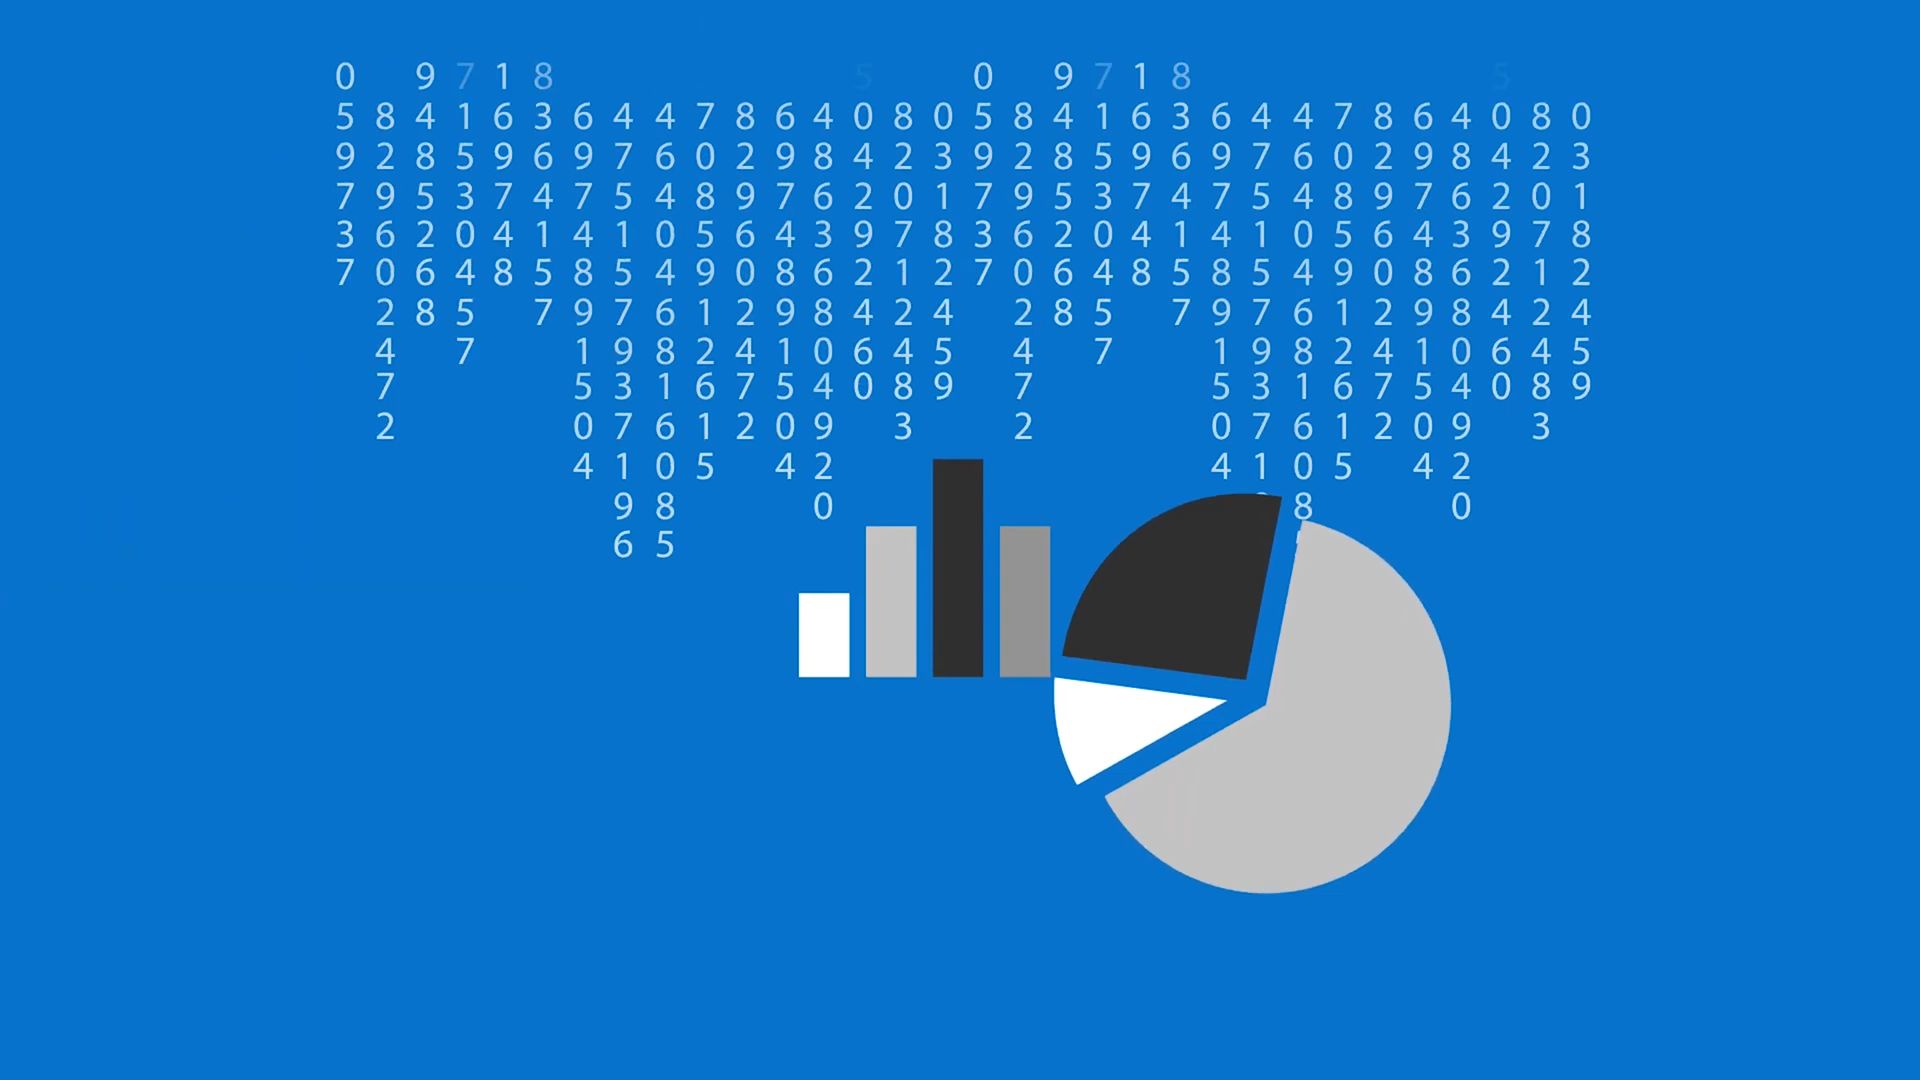 0 9 7 1 8 5 0 9 7 1 8 5
5 8 4 1 6 3 6 4 4 7 8 6 4 0 8 0 5 8 4 1 6 3 6 4 4 7 8 6 4 0 8 0
9 2 8 5 9 6 9 7 6 0 2 9 8 4 2 3 9 2 8 5 9 6 9 7 6 0 2 9 8 4 2 3
7 9 5 3 7 4 7 5 4 8 9 7 6 2 0 1 7 9 5 3 7 4 7 5 4 8 9 7 6 2 0 1
3 6 2 0 4 1 4 1 0 5 6 4 3 9 7 8 3 6 2 0 4 1 4 1 0 5 6 4 3 9 7 8
7 0 6 4 8 5 8 5 4 9 0 8 6 2 1 2 7 0 6 4 8 5 8 5 4 9 0 8 6 2 1 2
2 8 5 7 9 7 6 1 2 9 8 4 2 4 2 8 5 7 9 7 6 1 2 9 8 4 2 4
4 7 1 9 8 2 4 1 0 6 4 5 4 7 1 9 8 2 4 1 0 6 4 5
7 5 3 1 6 7 5 4 0 8 9 7 5 3 1 6 7 5 4 0 8 9
2 0 7 6 1 2 0 9 3 2 0 7 6 1 2 0 9 3
4 1 0 5 4 2 4 1 0 5 4 2
9 8 0 8 0
6 5